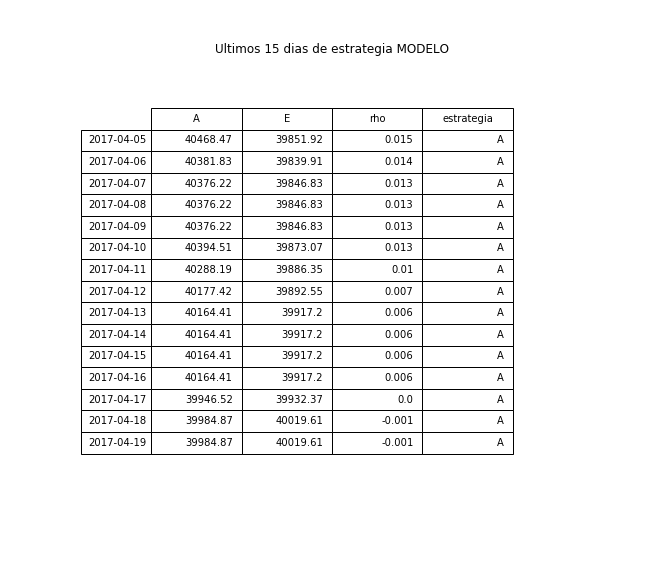 Ultimos 15 dias de estrategia MODELO
A E rho estrategia
2017-04-05 40468.47 39851.92 0.015 A
2017-04-06 40381.83 39839.91 0.014 A
2017-04-07 40376.22 39846.83 0.013 A
2017-04-08 40376.22 39846.83 0.013 A
2017-04-09 40376.22 39846.83 0.013 A
2017-04-10 40394.51 39873.07 0.013 A
2017-04-11 40288.19 39886.35 0.01 A
2017-04-12 40177.42 39892.55 0.007 A
2017-04-13 40164.41 39917.2 0.006 A
2017-04-14 40164.41 39917.2 0.006 A
2017-04-15 40164.41 39917.2 0.006 A
2017-04-16 40164.41 39917.2 0.006 A
2017-04-17 39946.52 39932.37 0.0 A
2017-04-18 39984.87 40019.61 -0.001 A
2017-04-19 39984.87 40019.61 -0.001 A